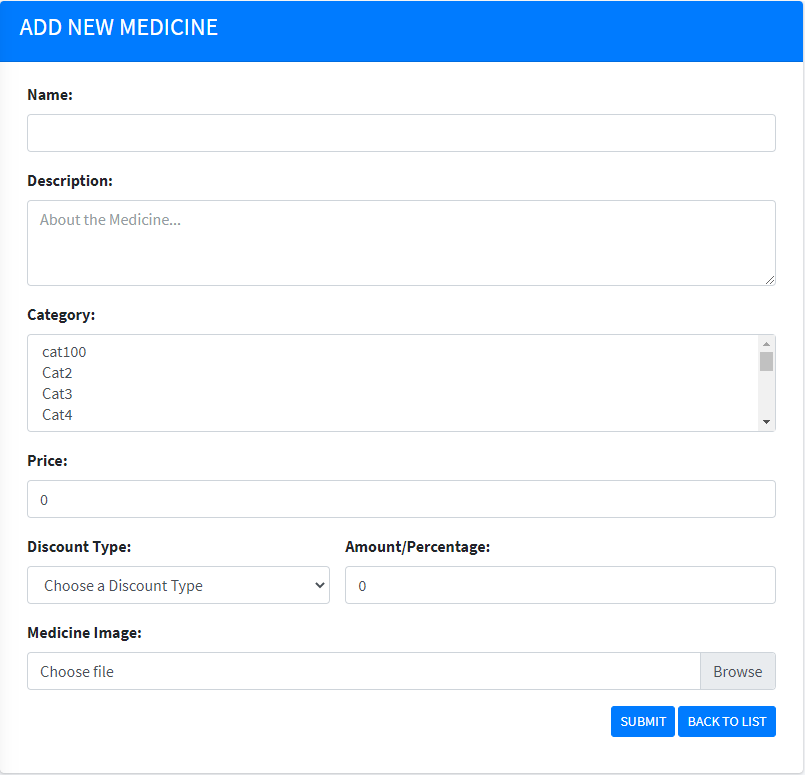 ADD NEW MEDICINE
Name:
Description:
About the Medicine...
Category:
cat100
Cat2
Cat3
Cat4
Price:
0
Discount Type: Amount/Percentage:
Choose a Discount Type 0
Medicine Image:
Choose file Browse
SUBMIT BACK TO LIST